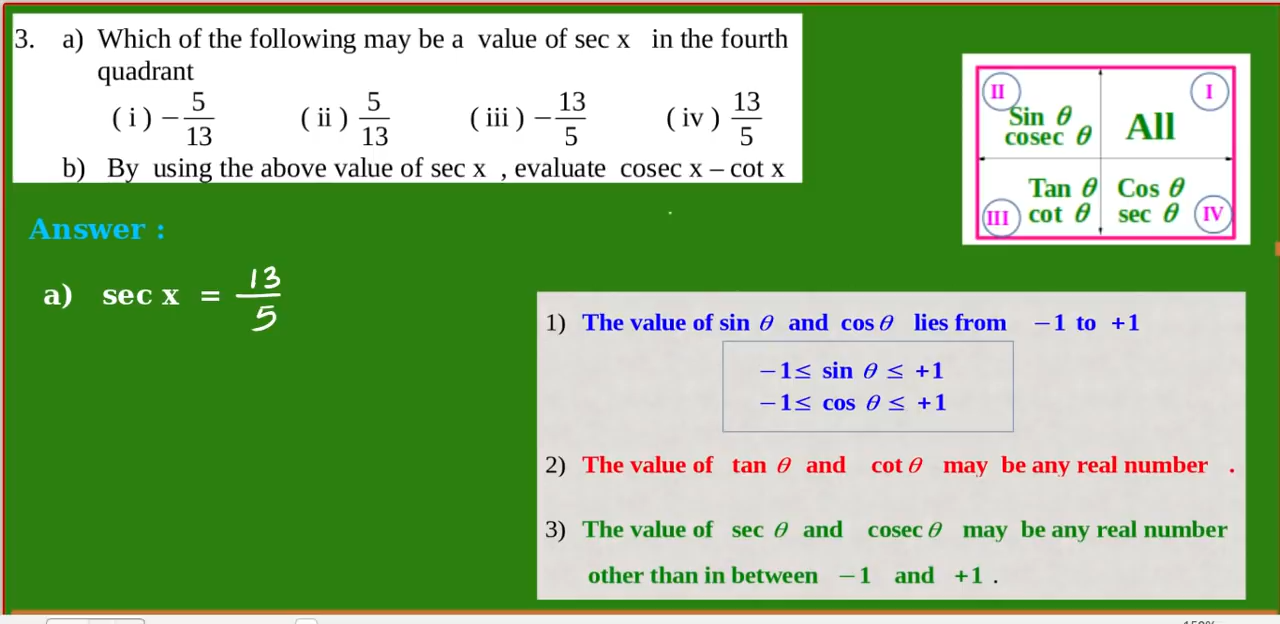 3. a) Which of the following may be a value of sec x in the fourth
quadrant
( i ) − 5/13 ( ii ) 5/13 ( iii ) − 13/5 ( iv ) 13/5
b) By using the above value of sec x , evaluate cosec x – cot x
II I
Sin θ
cosec θ
All
Tan θ Cos θ
III cot θ sec θ IV
Answer :
a) sec x = 13/5
1) The value of sin θ and cos θ lies from −1 to +1
−1 ≤ sin θ ≤ +1
−1 ≤ cos θ ≤ +1
2) The value of tan θ and cot θ may be any real number .
3) The value of sec θ and cosec θ may be any real number
other than in between −1 and +1 .